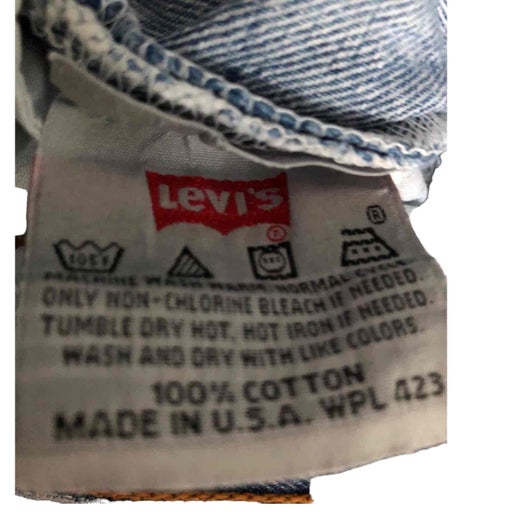 LEVI'S
®
®
105F
MACHINE WASH WARM, NORMAL CYCLE.
ONLY NON-CHLORINE BLEACH IF NEEDED.
TUMBLE DRY HOT, HOT IRON IF NEEDED.
WASH AND DRY WITH LIKE COLORS.
100% COTTON
MADE IN U.S.A. WPL 423